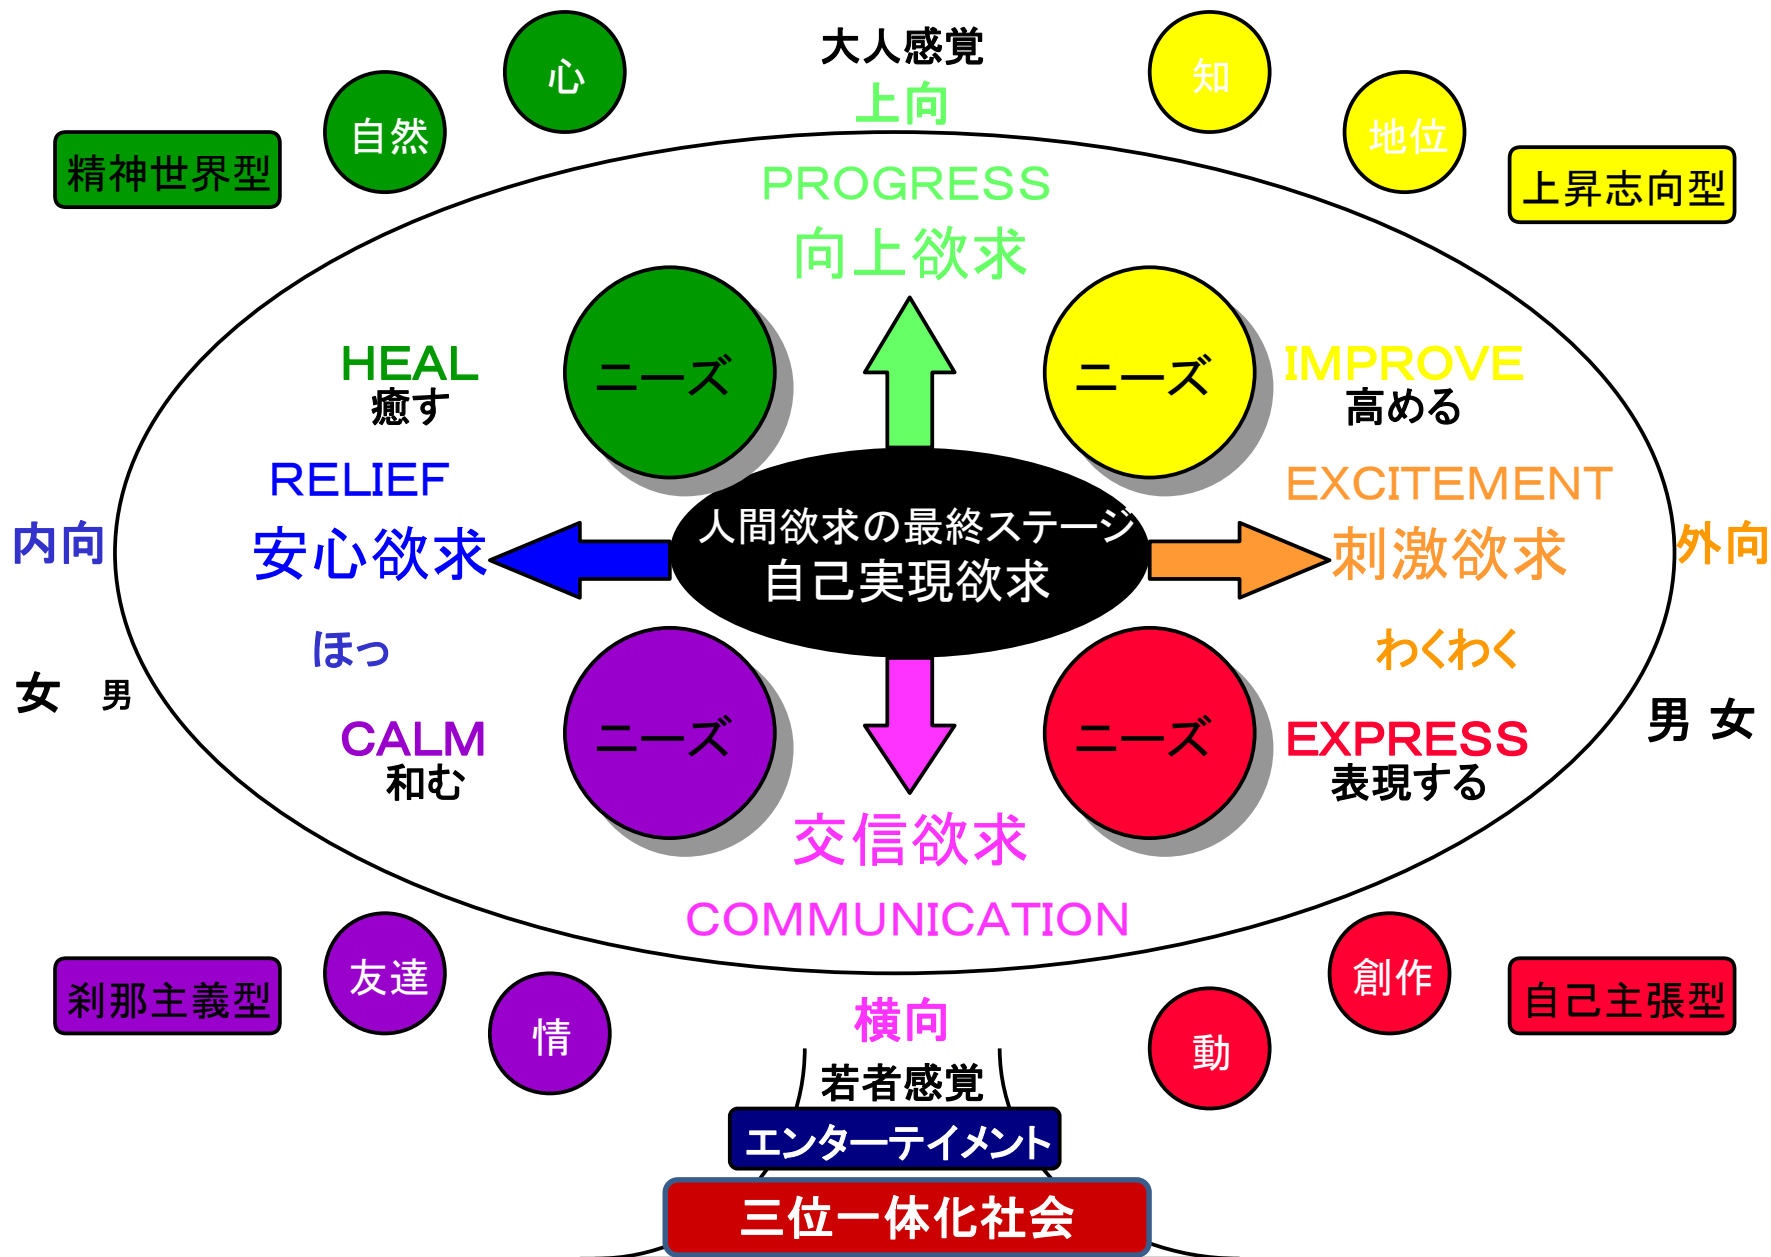 大人感覚
上向
心
知
自然
地位
精神世界型
上昇志向型
PROGRESS
向上欲求
HEAL
癒す
ニーズ
ニーズ
IMPROVE
高める
RELIEF
安心欲求
内向
人間欲求の最終ステージ
自己実現欲求
EXCITEMENT
刺激欲求
外向
ほっ
わくわく
女 男
男 女
CALM
和む
ニーズ
ニーズ
EXPRESS
表現する
交信欲求
COMMUNICATION
友達
創作
刹那主義型
自己主張型
情
動
横向
若者感覚
エンターテイメント
三位一体化社会